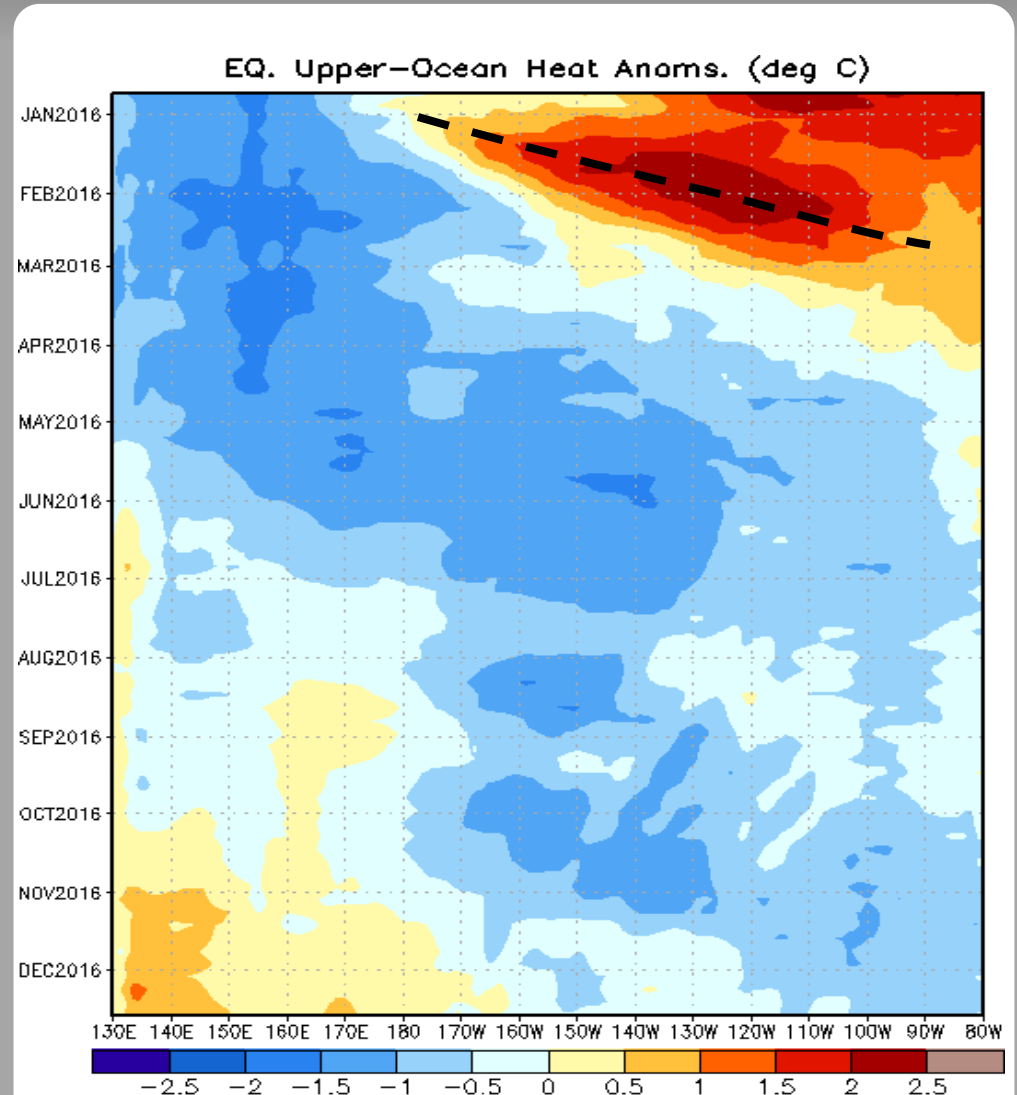 EQ. Upper-Ocean Heat Anoms. (deg C)
JAN2016
FEB2016
MAR2016
APR2016
MAY2016
JUN2016
JUL2016
AUG2016
SEP2016
OCT2016
NOV2016
DEC2016
130E 140E 150E 160E 170E 180 170W 160W 150W 140W 130W 120W 110W 100W 90W 80W
-2.5 -2 -1.5 -1 -0.5 0 0.5 1 1.5 2 2.5